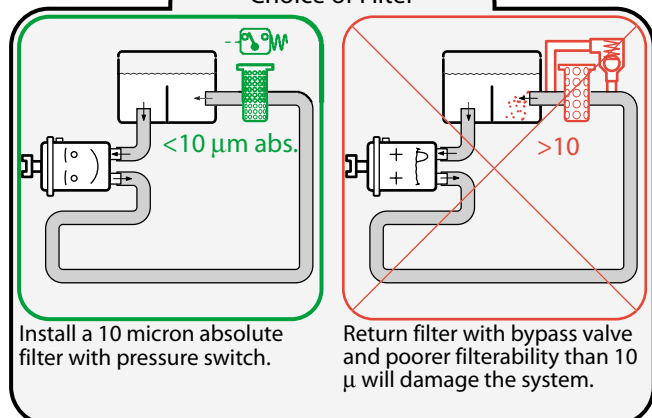 Choice of Filter
<10 μm abs.
>10
Install a 10 micron absolute
filter with pressure switch.
Return filter with bypass valve
and poorer filterability than 10
μ will damage the system.